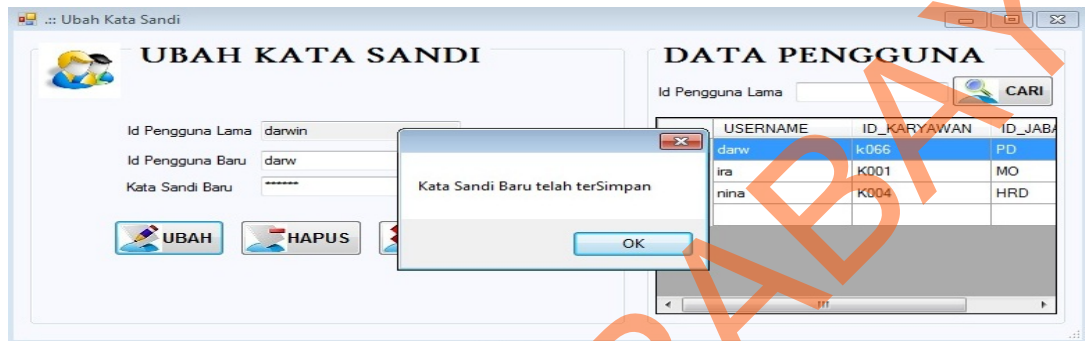 .:: Ubah Kata Sandi
UBAH KATA SANDI
Id Pengguna Lama darwin
Id Pengguna Baru darw
Kata Sandi Baru ******
UBAH HAPUS
Kata Sandi Baru telah terSimpan
OK
DATA PENGGUNA
Id Pengguna Lama CARI
USERNAME ID_KARYAWAN ID_JABA
darw k066 PD
ira K001 MO
nina K004 HRD
ABAY
RABAY